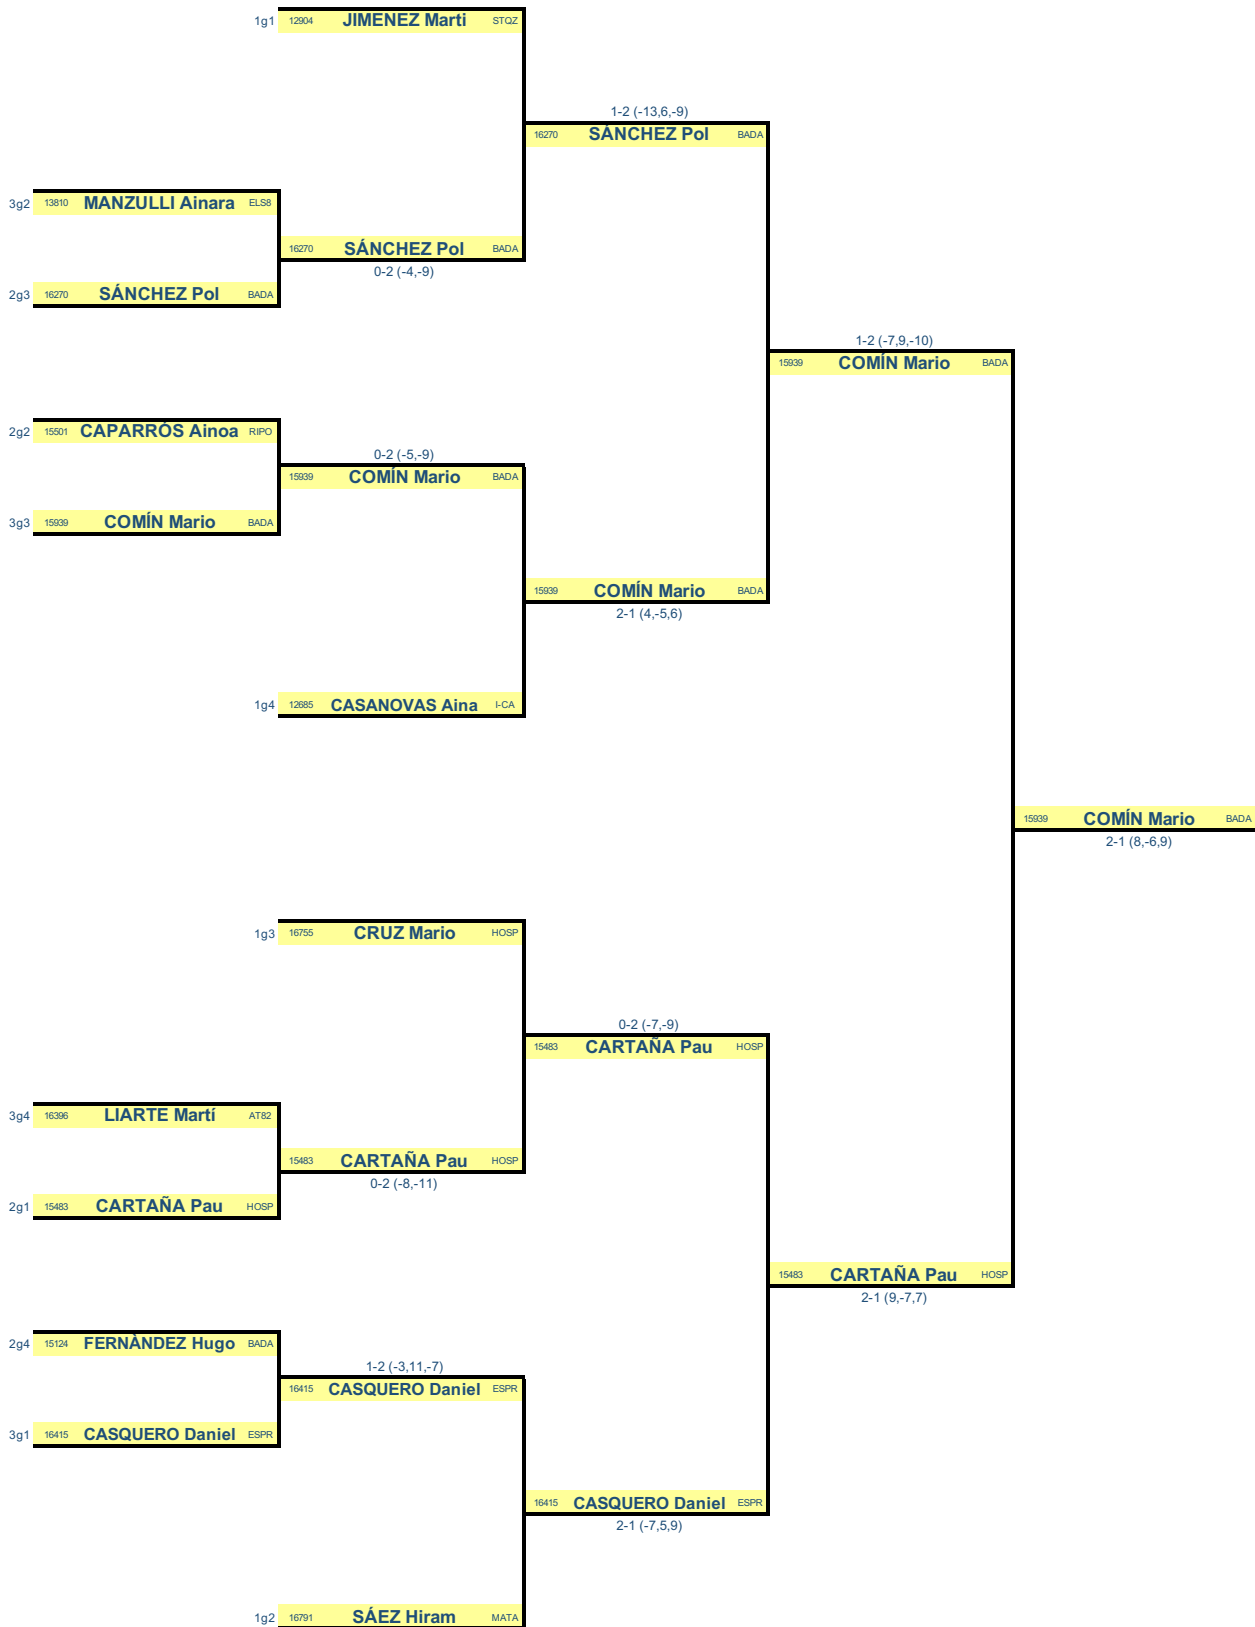 1g1 12904 JIMENEZ Marti STQZ
1-2 (-13,6,-9)
16270 SÁNCHEZ Pol BADA
3g2 13810 MANZULLI Ainara ELS8
16270 SÁNCHEZ Pol BADA
0-2 (-4,-9)
2g3 16270 SÁNCHEZ Pol BADA
1-2 (-7,9,-10)
15939 COMÍN Mario BADA
2g2 15501 CAPARRÓS Ainoa RIPO
0-2 (-5,-9)
15939 COMÍN Mario BADA
3g3 15939 COMÍN Mario BADA
15939 COMÍN Mario BADA
2-1 (4,-5,6)
1g4 12685 CASANOVAS Aina I-CA
15939 COMÍN Mario BADA
2-1 (8,-6,9)
1g3 16755 CRUZ Mario HOSP
0-2 (-7,-9)
15483 CARTAÑA Pau HOSP
3g4 16396 LIARTE Martí AT82
15483 CARTAÑA Pau HOSP
0-2 (-8,-11)
2g1 15483 CARTAÑA Pau HOSP
15483 CARTAÑA Pau HOSP
2-1 (9,-7,7)
2g4 15124 FERNÀNDEZ Hugo BADA
1-2 (-3,11,-7)
16415 CASQUERO Daniel ESPR
3g1 16415 CASQUERO Daniel ESPR
16415 CASQUERO Daniel ESPR
2-1 (-7,5,9)
1g2 16791 SÁEZ Hiram MATA